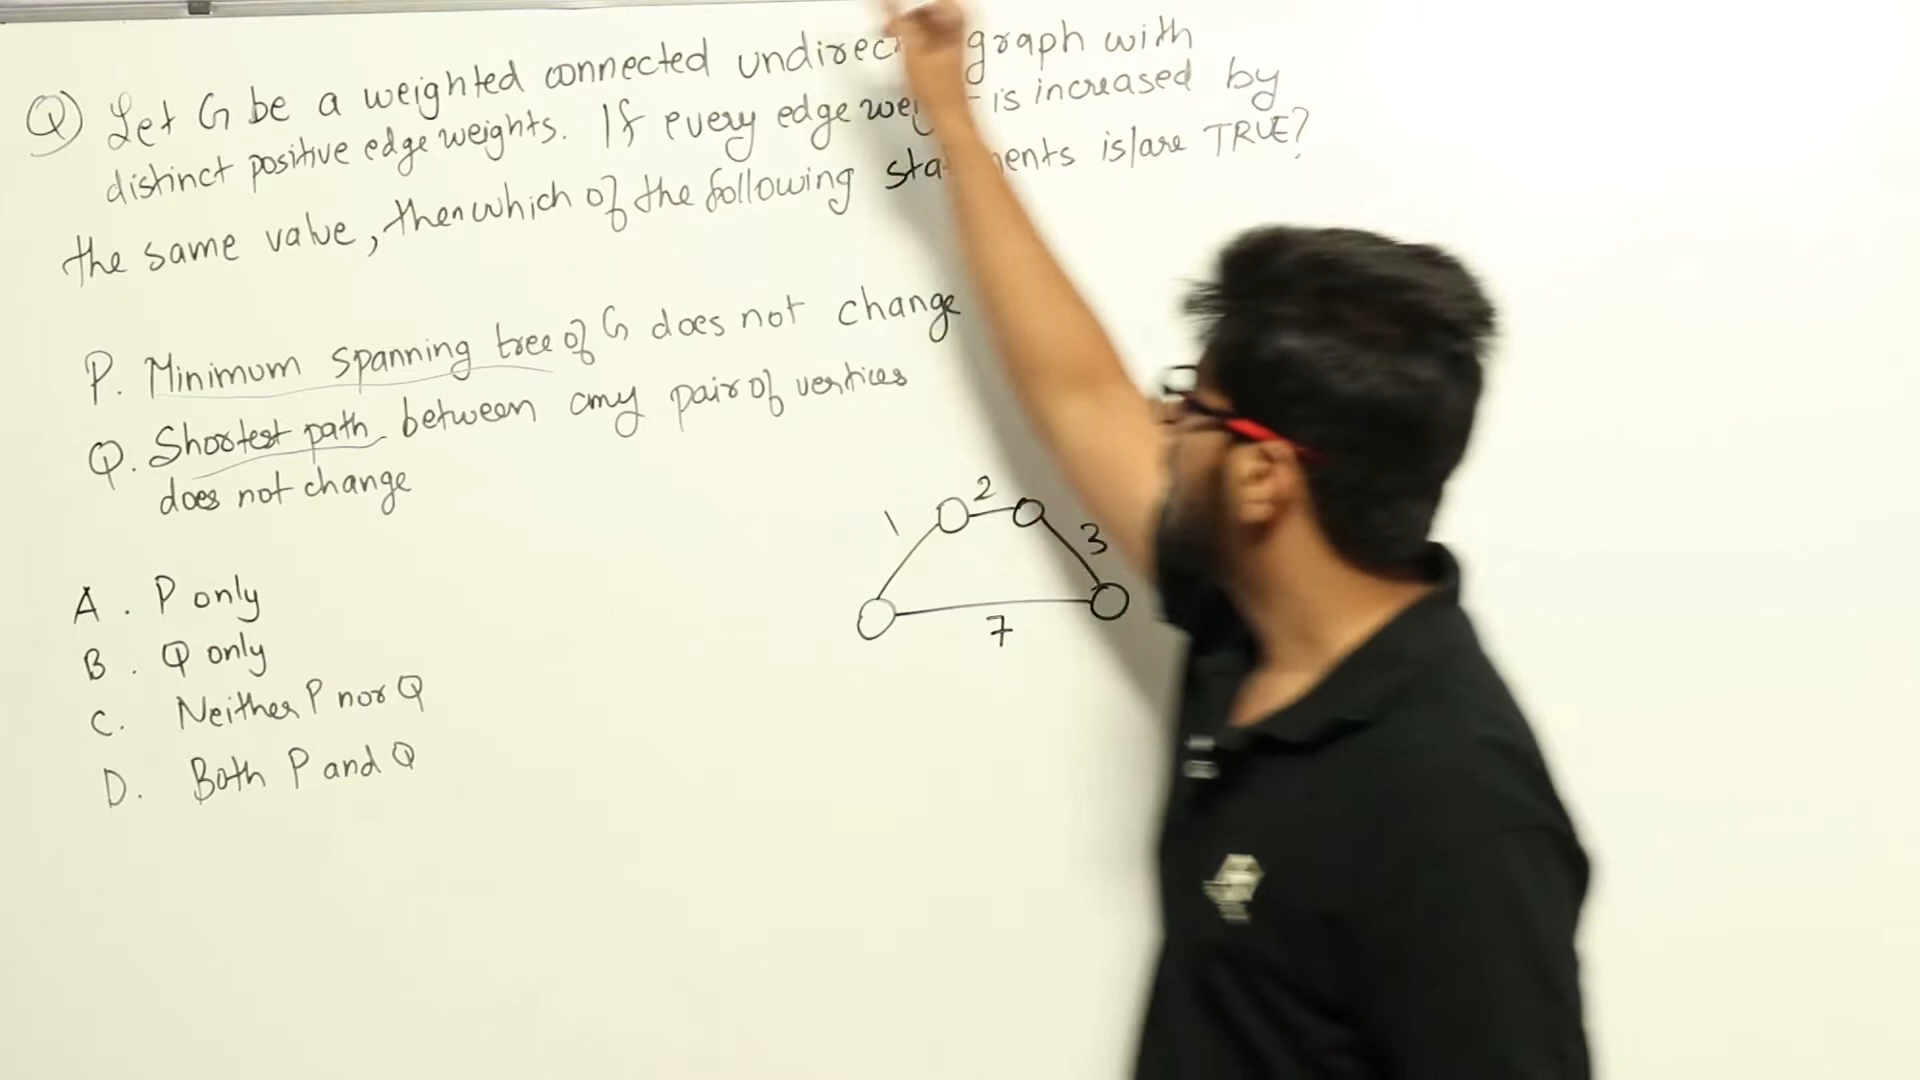 Q) Let G be a weighted connected undirec graph with
distinct positive edge weights. If every edge wei is increased by
the same value, then which of the following sta ments is/are TRUE?
P. Minimum spanning tree of G does not change
Q. Shortest path between any pair of vertices
does not change
A. P only
B. Q only
C. Neither P nor Q
D. Both P and Q
1 2 3
7